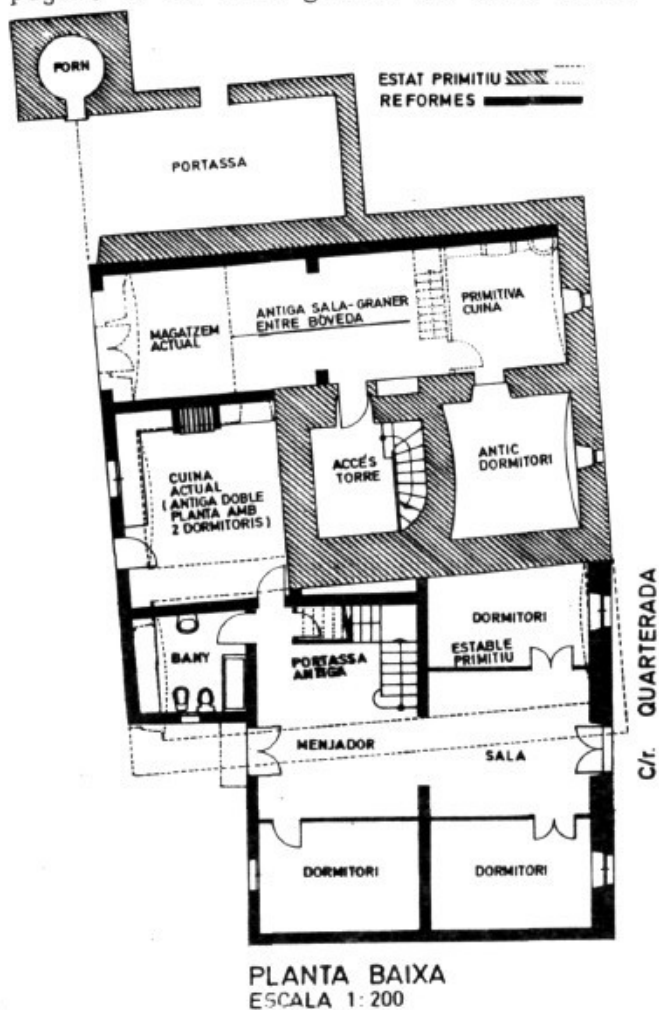 FORN
ESTAT PRIMITIU
REFORMES
PORTASSA
MAGATZEM
ACTUAL
ANTIGA SALA-GRANER
ENTRE BÓVEDA
PRIMITIVA
CUINA
CUINA
ACTUAL
(ANTIGA DOBLE
PLANTA AMB
2 DORMITORIS)
ACCÉS
TORRE
ANTIC
DORMITORI
DORMITORI
ESTABLE
PRIMITIU
BANY
PORTASSA
ANTIGA
MENJADOR
SALA
C/r. QUARTERADA
DORMITORI
DORMITORI
PLANTA BAIXA
ESCALA 1:200